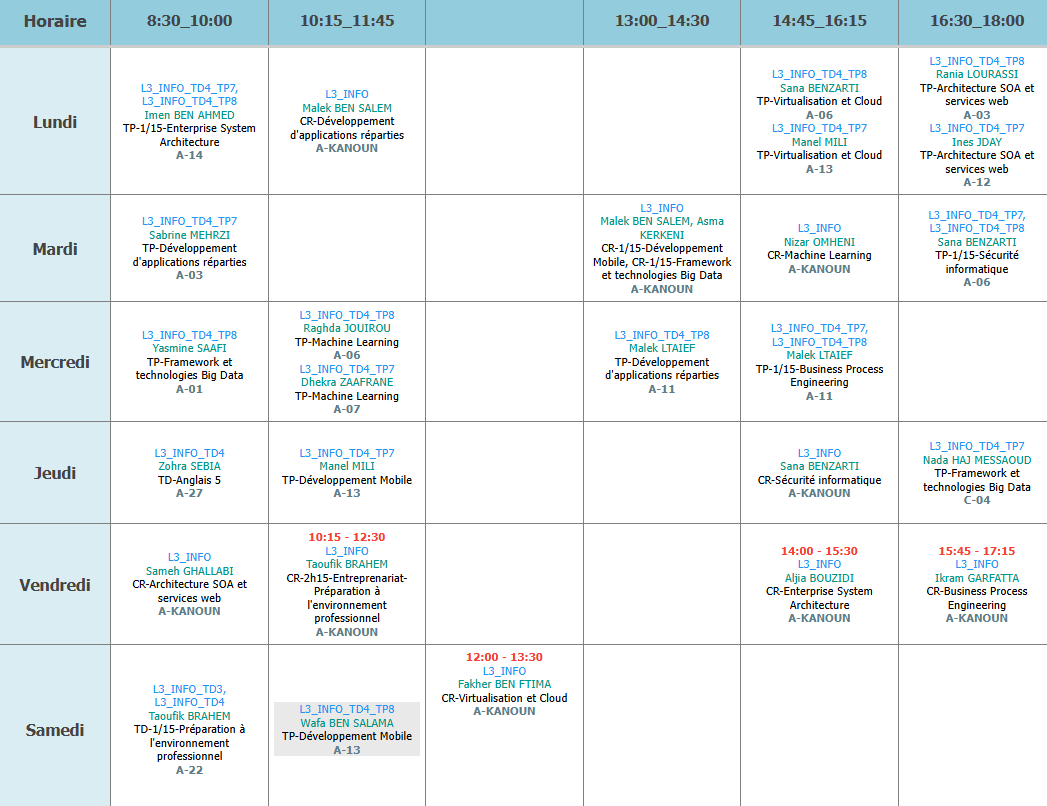 Horaire
8:30_10:00
10:15_11:45
13:00_14:30
14:45_16:15
16:30_18:00
Lundi
L3_INFO_TD4_TP7,
L3_INFO_TD4_TP8
Imen BEN AHMED
TP-1/15-Enterprise System
Architecture
A-14
L3_INFO
Malek BEN SALEM
CR-Développement
d'applications réparties
A-KANOUN
L3_INFO_TD4_TP8
Sana BENZARTI
TP-Virtualisation et Cloud
A-06
L3_INFO_TD4_TP7
Manel MILI
TP-Virtualisation et Cloud
A-13
L3_INFO_TD4_TP8
Rania LOURASSI
TP-Architecture SOA et
services web
A-03
L3_INFO_TD4_TP7
Ines JDAY
TP-Architecture SOA et
services web
A-12
Mardi
L3_INFO_TD4_TP7
Sabrine MEHRZI
TP-Développement
d'applications réparties
A-03
L3_INFO
Malek BEN SALEM, Asma
KERKENI
CR-1/15-Développement
Mobile, CR-1/15-Framework
et technologies Big Data
A-KANOUN
L3_INFO
Nizar OMHENI
CR-Machine Learning
A-KANOUN
L3_INFO_TD4_TP7,
L3_INFO_TD4_TP8
Sana BENZARTI
TP-1/15-Sécurité
informatique
A-06
Mercredi
L3_INFO_TD4_TP8
Yasmine SAAFI
TP-Framework et
technologies Big Data
A-01
L3_INFO_TD4_TP8
Raghda JOUIROU
TP-Machine Learning
A-06
L3_INFO_TD4_TP7
Dhekra ZAAFRANE
TP-Machine Learning
A-07
L3_INFO_TD4_TP8
Malek LTAIEF
TP-Développement
d'applications réparties
A-11
L3_INFO_TD4_TP7,
L3_INFO_TD4_TP8
Malek LTAIEF
TP-1/15-Business Process
Engineering
A-11
Jeudi
L3_INFO_TD4
Zohra SEBIA
TD-Anglais 5
A-27
L3_INFO_TD4_TP7
Manel MILI
TP-Développement Mobile
A-13
L3_INFO
Sana BENZARTI
CR-Sécurité informatique
A-KANOUN
L3_INFO_TD4_TP7
Nada HAJ MESSAOUD
TP-Framework et
technologies Big Data
C-04
Vendredi
L3_INFO
Sameh GHALLABI
CR-Architecture SOA et
services web
A-KANOUN
10:15 - 12:30
L3_INFO
Taoufik BRAHEM
CR-2h15-Entreprenariat-
Préparation à
l'environnement
professionnel
A-KANOUN
14:00 - 15:30
L3_INFO
Aljia BOUZIDI
CR-Enterprise System
Architecture
A-KANOUN
15:45 - 17:15
L3_INFO
Ikram GARFATTA
CR-Business Process
Engineering
A-KANOUN
Samedi
L3_INFO_TD3,
L3_INFO_TD4
Taoufik BRAHEM
TD-1/15-Préparation à
l'environnement
professionnel
A-22
L3_INFO_TD4_TP8
Wafa BEN SALAMA
TP-Développement Mobile
A-13
12:00 - 13:30
L3_INFO
Fakher BEN FTIMA
CR-Virtualisation et Cloud
A-KANOUN